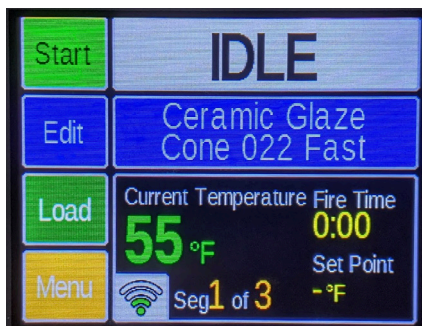 Start
IDLE
Edit
Ceramic Glaze
Cone 022 Fast
Load
Current Temperature
55 °F
Fire Time
0:00
Set Point
- °F
Menu
Seg 1 of 3